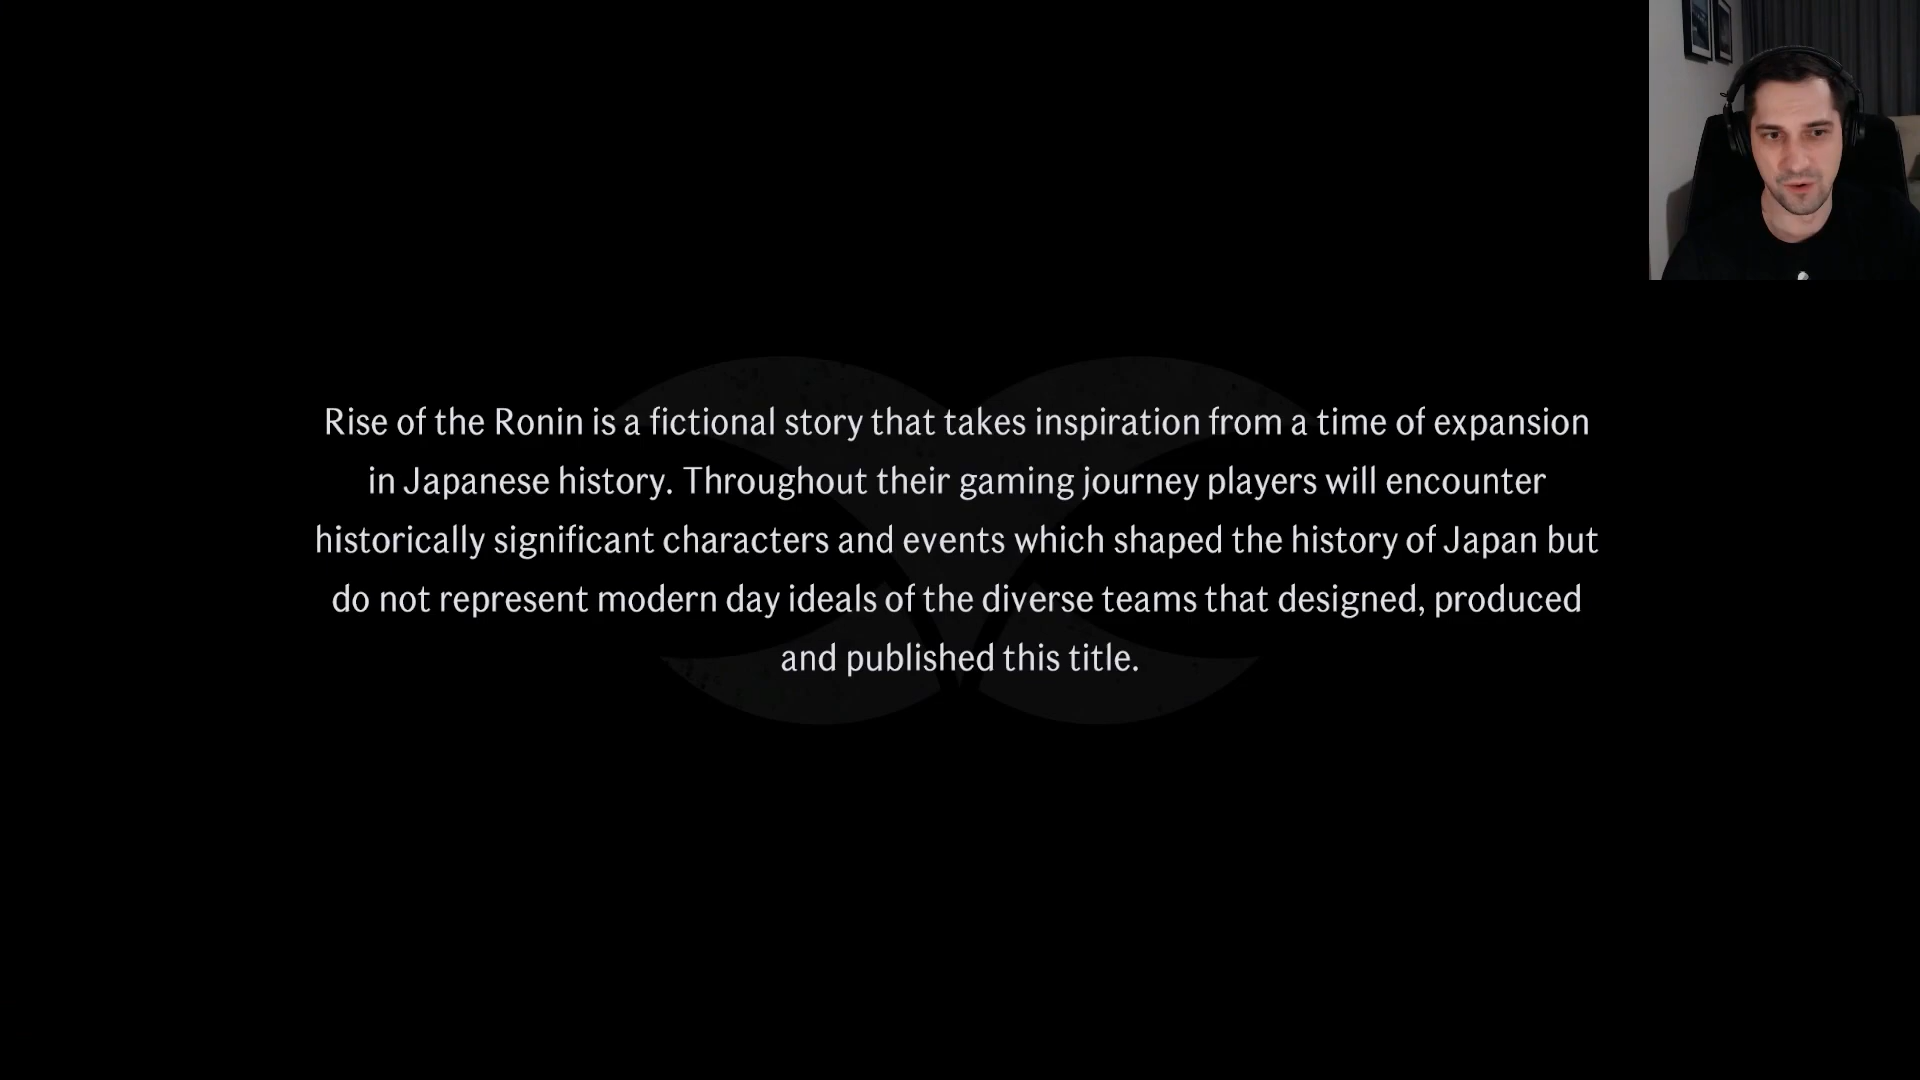 Rise of the Ronin is a fictional story that takes inspiration from a time of expansion
in Japanese history. Throughout their gaming journey players will encounter
historically significant characters and events which shaped the history of Japan but
do not represent modern day ideals of the diverse teams that designed, produced
and published this title.